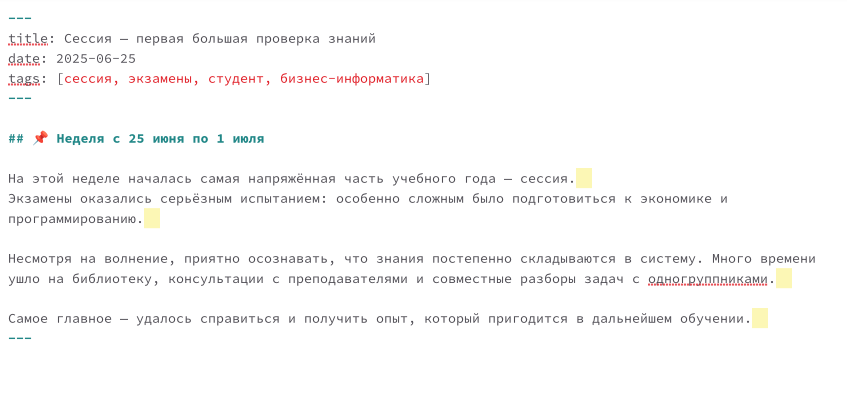 ---
title: Сессия — первая большая проверка знаний
date: 2025-06-25
tags: [сессия, экзамены, студент, бизнес-информатика]
---
## 📌 Неделя с 25 июня по 1 июля
На этой неделе началась самая напряжённая часть учебного года — сессия.
Экзамены оказались серьёзным испытанием: особенно сложным было подготовиться к экономике и
программированию.
Несмотря на волнение, приятно осознавать, что знания постепенно складываются в систему. Много времени
ушло на библиотеку, консультации с преподавателями и совместные разборы задач с одногруппниками.
Самое главное — удалось справиться и получить опыт, который пригодится в дальнейшем обучении.
---